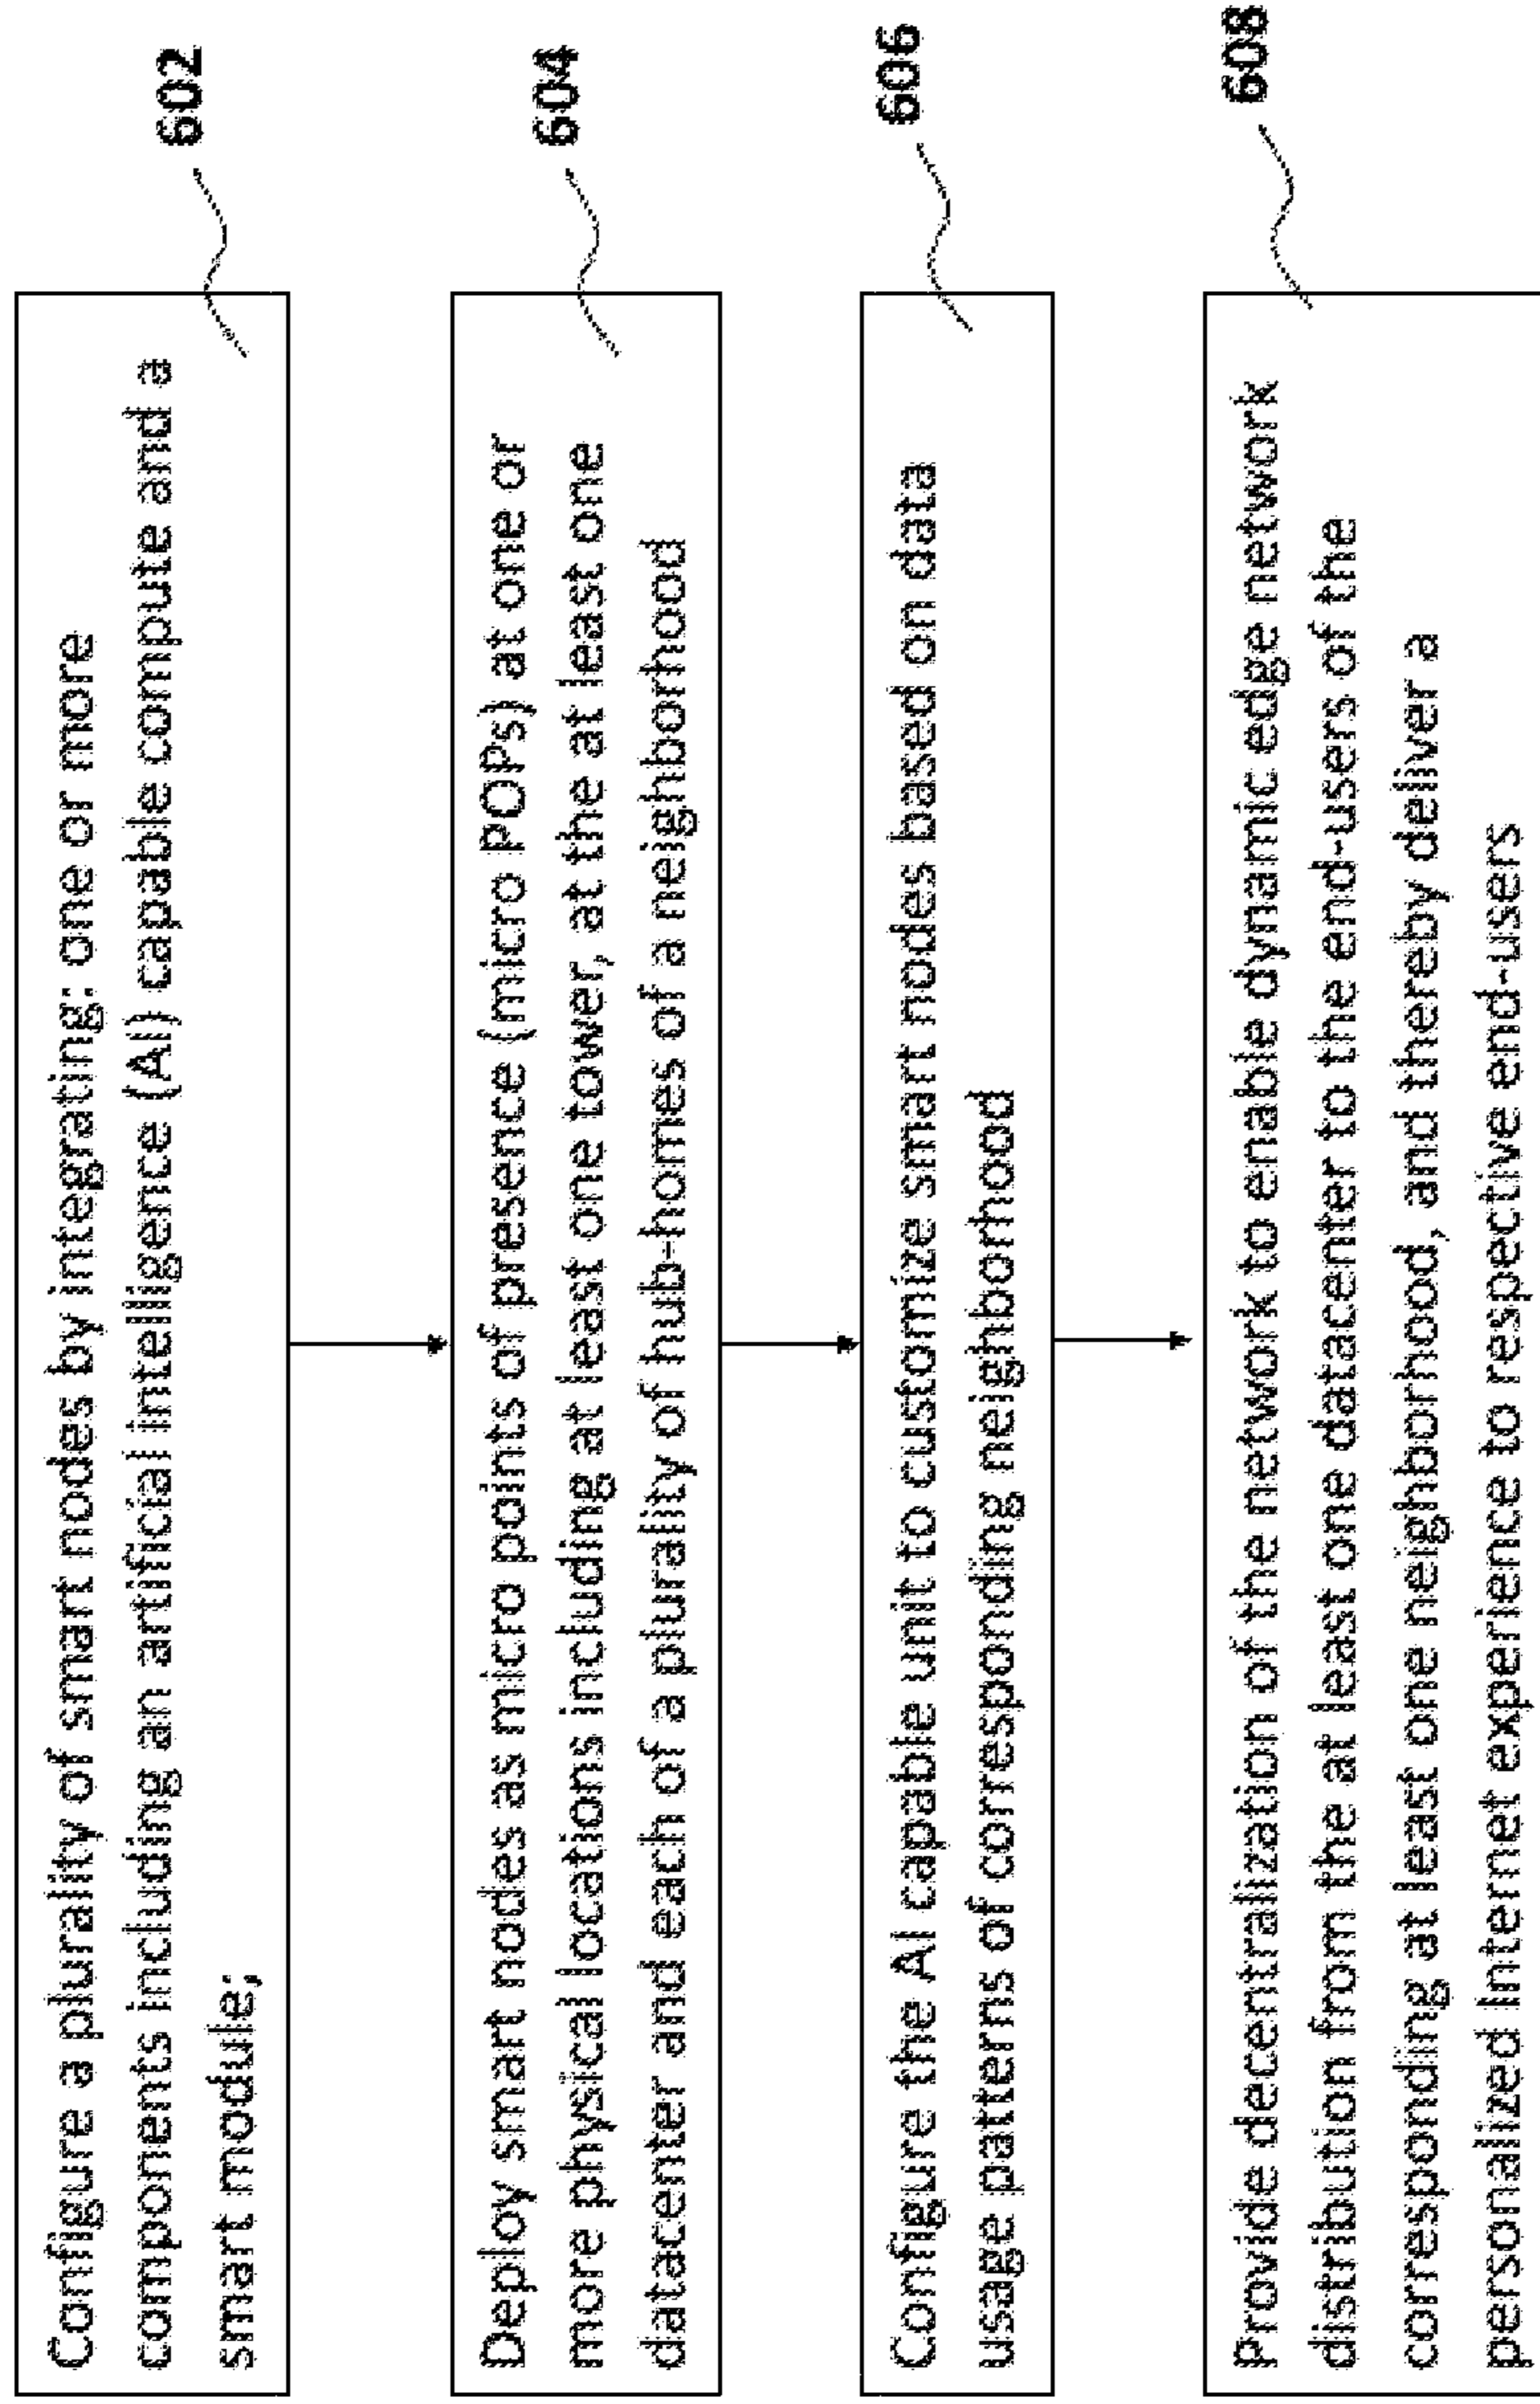 Configure a plurality of smart nodes by integrating: one or more
components including an artificial intelligence (AI) capable compute and a
smart module;
602
Deploy smart nodes as micro points of presence (micro POPs) at one or
more physical locations including at least one tower, at the at least one
datacenter and each of a plurality of hub-homes of a neighborhood
604
Configure the AI capable unit to customize smart nodes based on data
usage patterns of corresponding neighborhood
606
Provide decentralization of the network to enable dynamic edge network
distribution from the at least one datacenter to the end-users of the
corresponding at least one neighborhood, and thereby deliver a
personalized internet experience to respective end-users
608